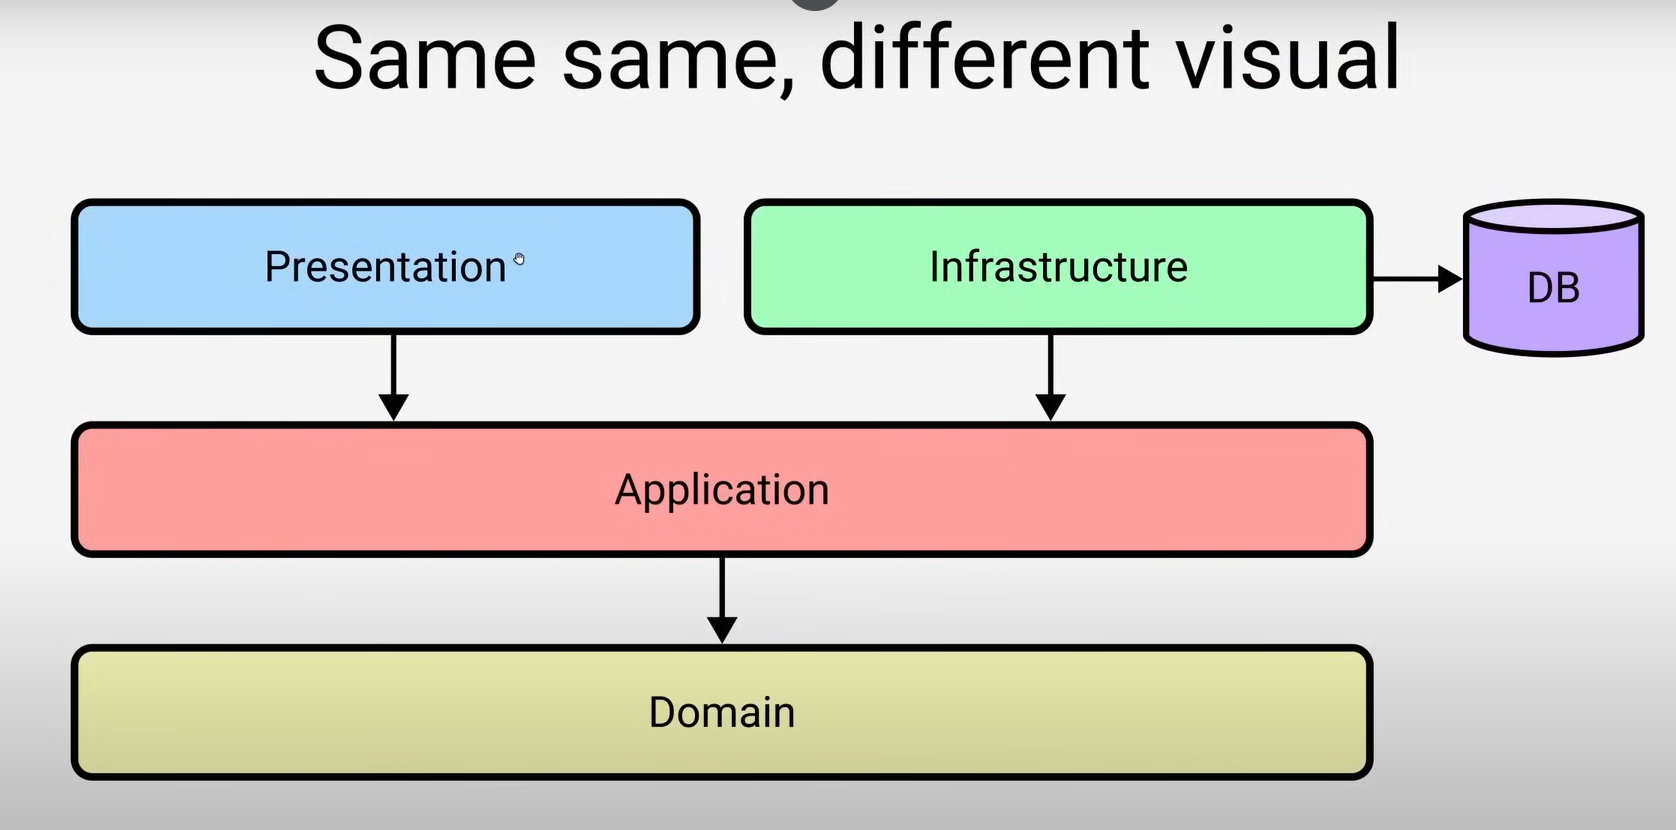 Same same, different visual
Presentation
Infrastructure
DB
Application
Domain